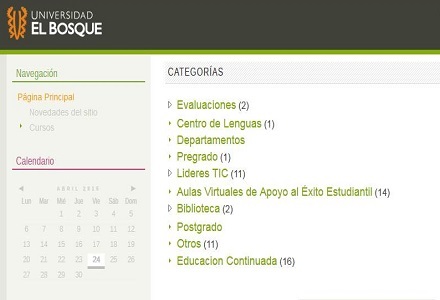 UNIVERSIDAD
EL BOSQUE
Navegación
Página Principal
Novedades del sitio
Cursos
Calendario
ABRIL 2020
Lun Mar Mié Jue Vie Sáb Dom
1 2 3 4 5
6 7 8 9 10 11 12
13 14 15 16 17 18 19
20 21 22 23 24 25 26
27 28 29 30
CATEGORÍAS
Evaluaciones (2)
Centro de Lenguas (1)
Departamentos
Pregrado (1)
Lideres TIC (11)
Aulas Virtuales de Apoyo al Éxito Estudiantil (14)
Biblioteca (2)
Postgrado
Otros (11)
Educacion Continuada (16)